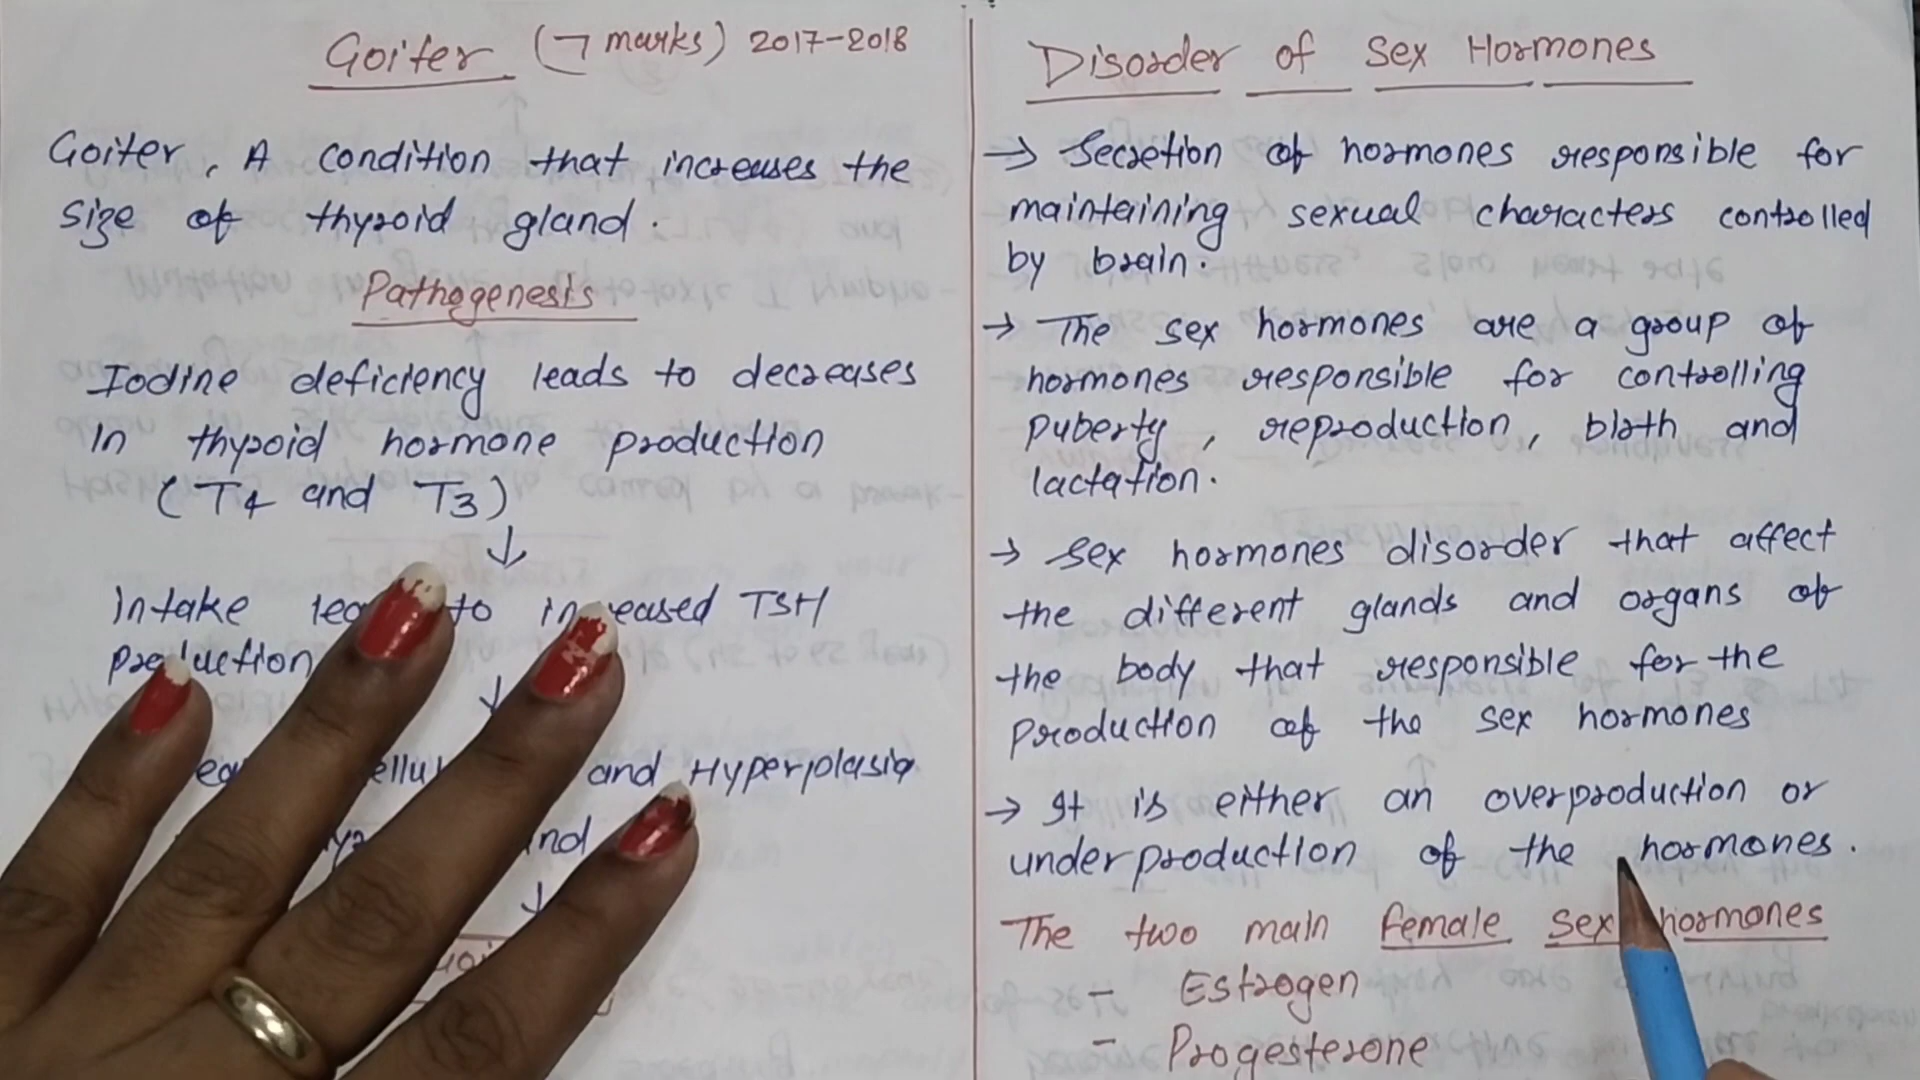 Goiter (7 marks) 2017-2018
Goiter, A condition that increases the
size of thyroid gland.
Pathogenesis
Iodine deficiency leads to decreases
in thyroid hormone production
(T4 and T3)
↓
Intake to increased TSH
production
↓
and Hyperplasia
↓
Disorder of Sex Hormones
→ Secretion of hormones responsible for
maintaining sexual characters controlled
by brain.
→ The sex hormones are a group of
hormones responsible for controlling
puberty, reproduction, birth and
lactation.
→ Sex hormones disorder that affect
the different glands and organs of
the body that responsible for the
production of the sex hormones
→ It is either an overproduction or
underproduction of the hormones.
The two main female sex hormones
- Estrogen
- Progesterone